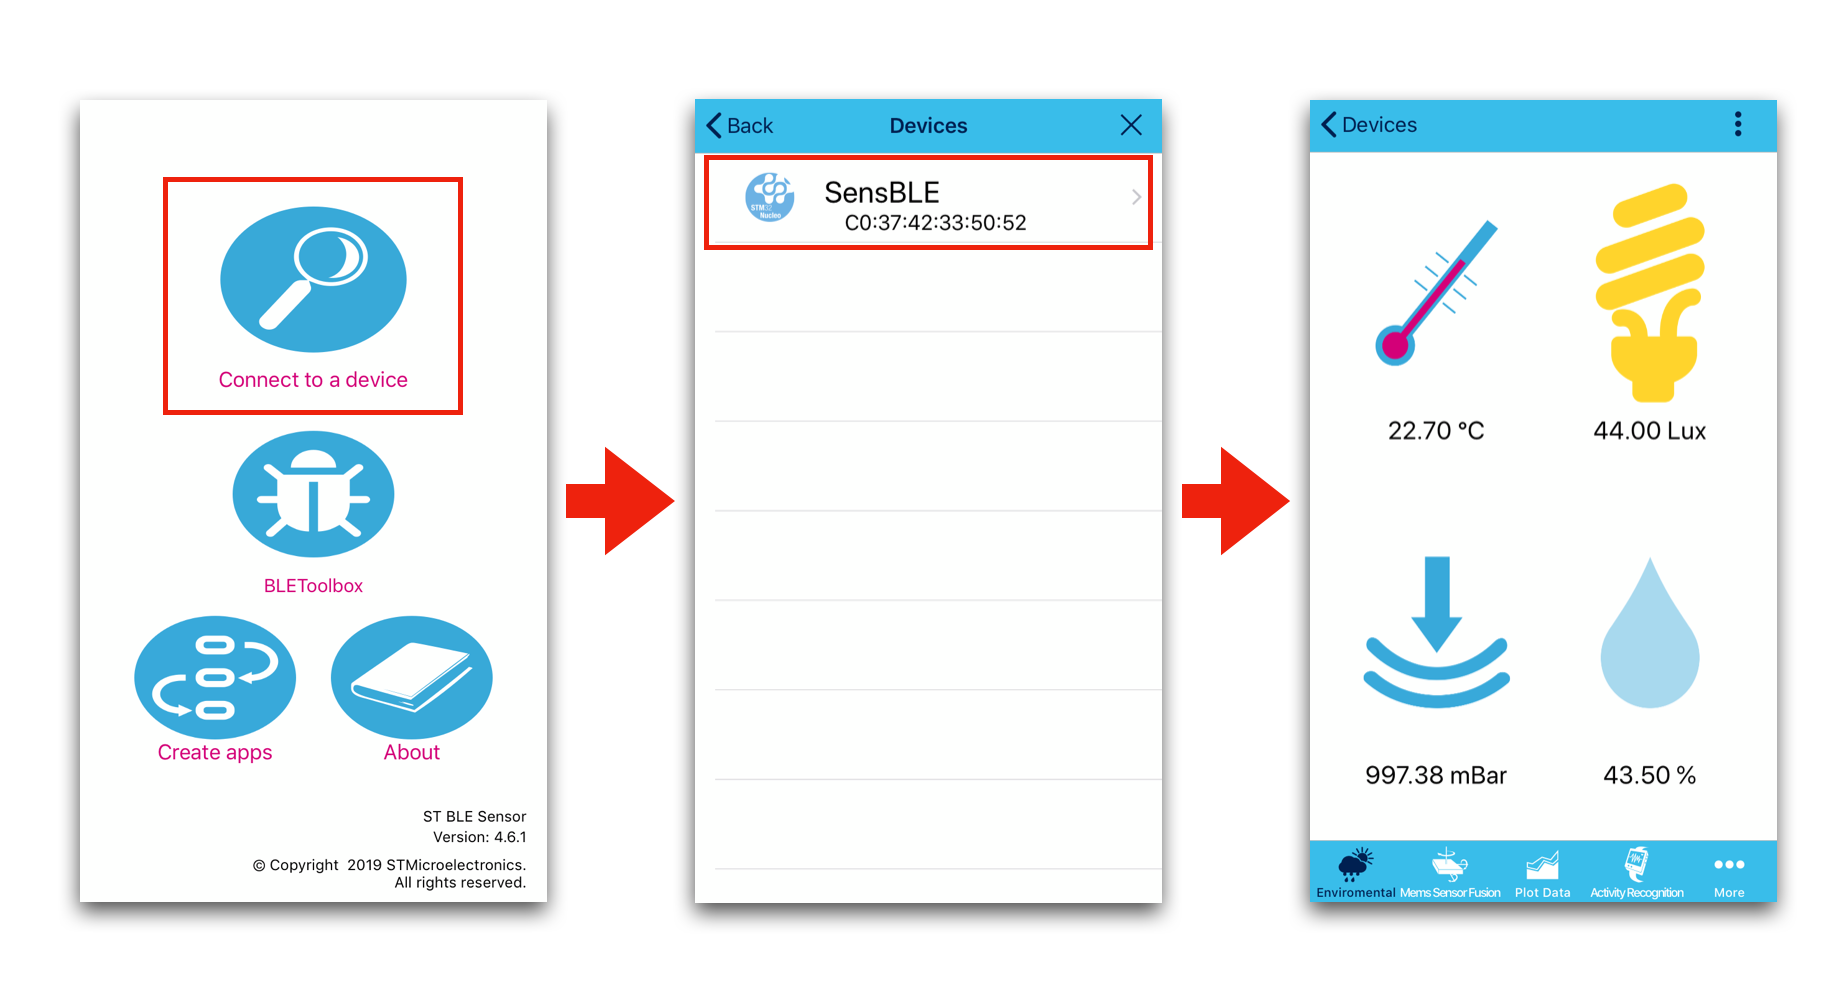 Connect to a device
BLEToolbox
Create apps
About
ST BLE Sensor
Version: 4.6.1
© Copyright 2019 STMicroelectronics.
All rights reserved.
Back
Devices
STM32
Nucleo
SensBLE
C0:37:42:33:50:52
Devices
22.70 °C
44.00 Lux
997.38 mBar
43.50 %
Enviromental
Mems Sensor Fusion
Plot Data
Activity Recognition
More